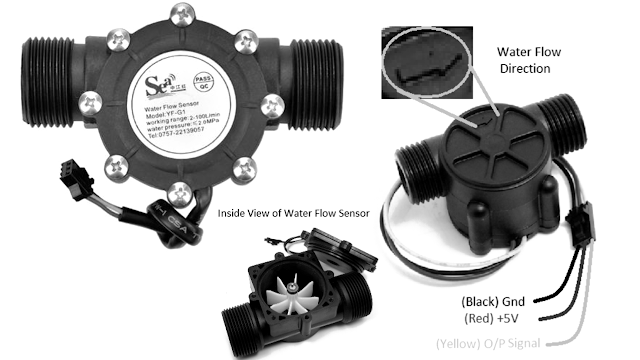 Sea
PASS
QC
Water Flow Sensor
Model:YF-G1
working range: 2-100L/min
water pressure:≤2.0MPa
Tel:0757-22139057
CSA
Water Flow
Direction
Inside View of Water Flow Sensor
(Black) Gnd
(Red) +5V
(Yellow) O/P Signal